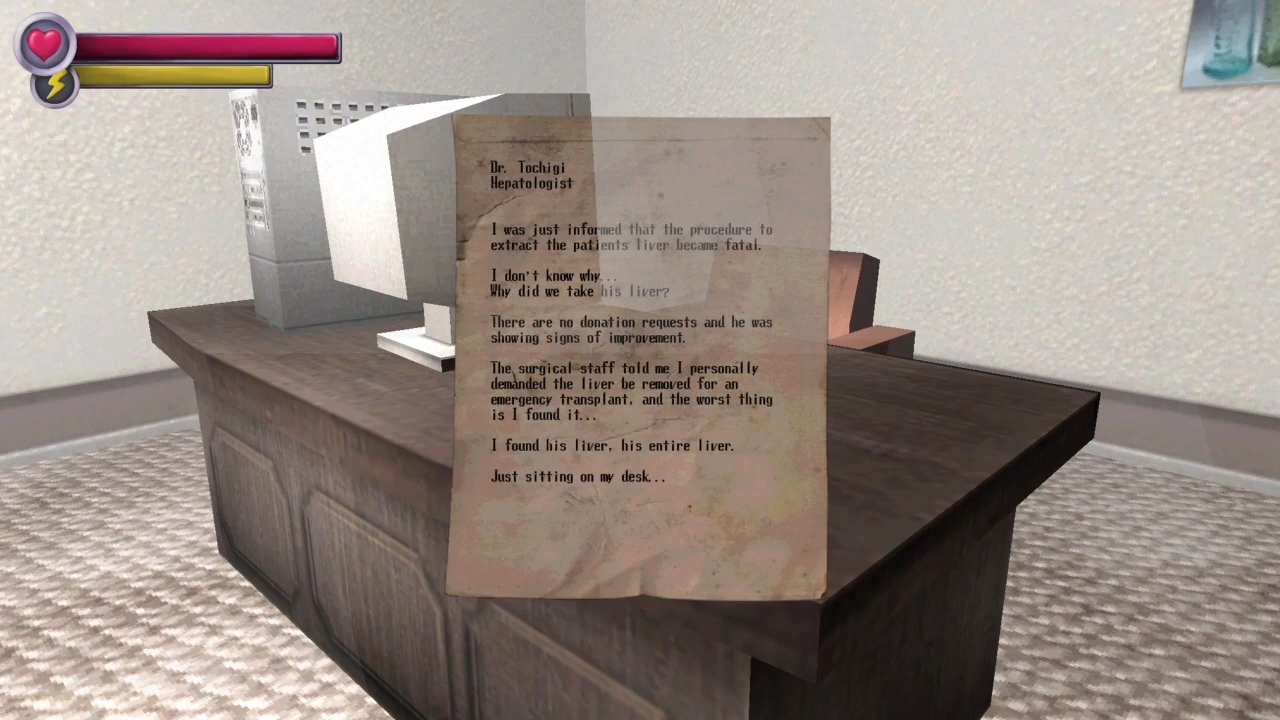 Dr. Tochigi
Hepatologist
I was just informed that the procedure to
extract the patients liver became fatal.
I don't know why...
Why did we take his liver?
There are no donation requests and he was
showing signs of improvement.
The surgical staff told me I personally
demanded the liver be removed for an
emergency transplant, and the worst thing
is I found it...
I found his liver, his entire liver.
Just sitting on my desk...